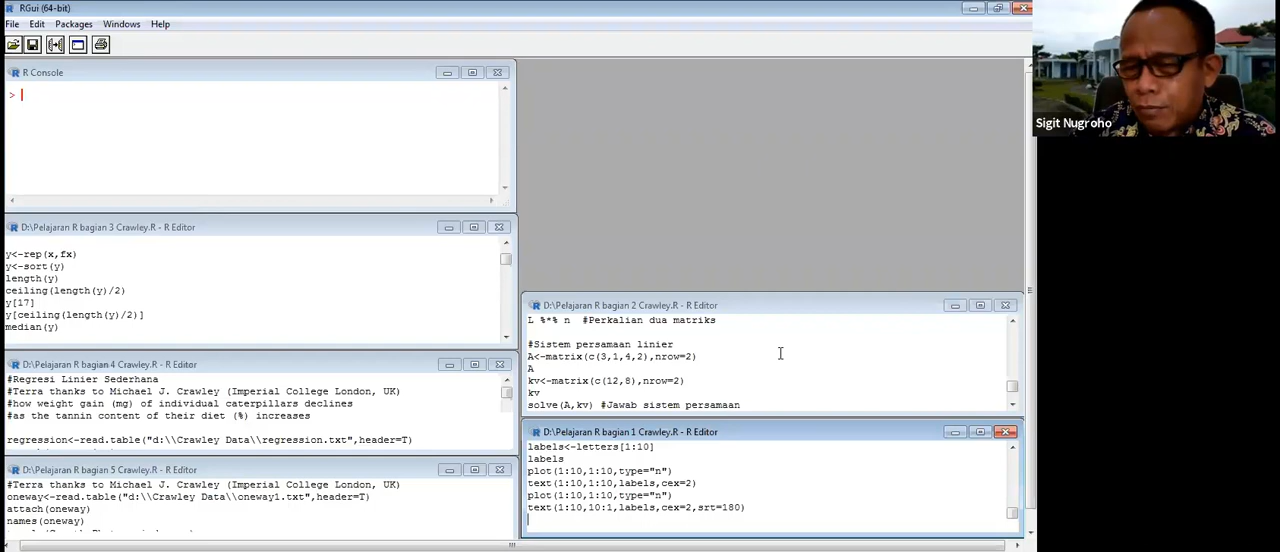 RGui (64-bit)
File Edit Packages Windows Help
R Console
>
D:\Pelajaran R bagian 3 Crawley.R - R Editor
y<-rep(x,fx)
y<-sort(y)
length(y)
ceiling(length(y)/2)
y[17]
y[ceiling(length(y)/2)]
median(y)
D:\Pelajaran R bagian 4 Crawley.R - R Editor
#Regresi Linier Sederhana
#Terra thanks to Michael J. Crawley (Imperial College London, UK)
#how weight gain (mg) of individual caterpillars declines
#as the tannin content of their diet (%) increases
regression<-read.table("d:\\Crawley Data\\regression.txt",header=T)
D:\Pelajaran R bagian 5 Crawley.R - R Editor
#Terra thanks to Michael J. Crawley (Imperial College London, UK)
oneway<-read.table("d:\\Crawley Data\\oneway1.txt",header=T)
attach(oneway)
names(oneway)
D:\Pelajaran R bagian 2 Crawley.R - R Editor
L %*% n #Perkalian dua matriks
#Sistem persamaan linier
A<-matrix(c(3,1,4,2),nrow=2)
A
kv<-matrix(c(12,8),nrow=2)
kv
solve(A,kv) #Jawab sistem persamaan
D:\Pelajaran R bagian 1 Crawley.R - R Editor
labels<-letters[1:10]
labels
plot(1:10,1:10,type="n")
text(1:10,10:1,labels,cex=2)
plot(1:10,1:10,type="n")
text(1:10,10:1,labels,cex=2,srt=180)
Sigit Nugroho